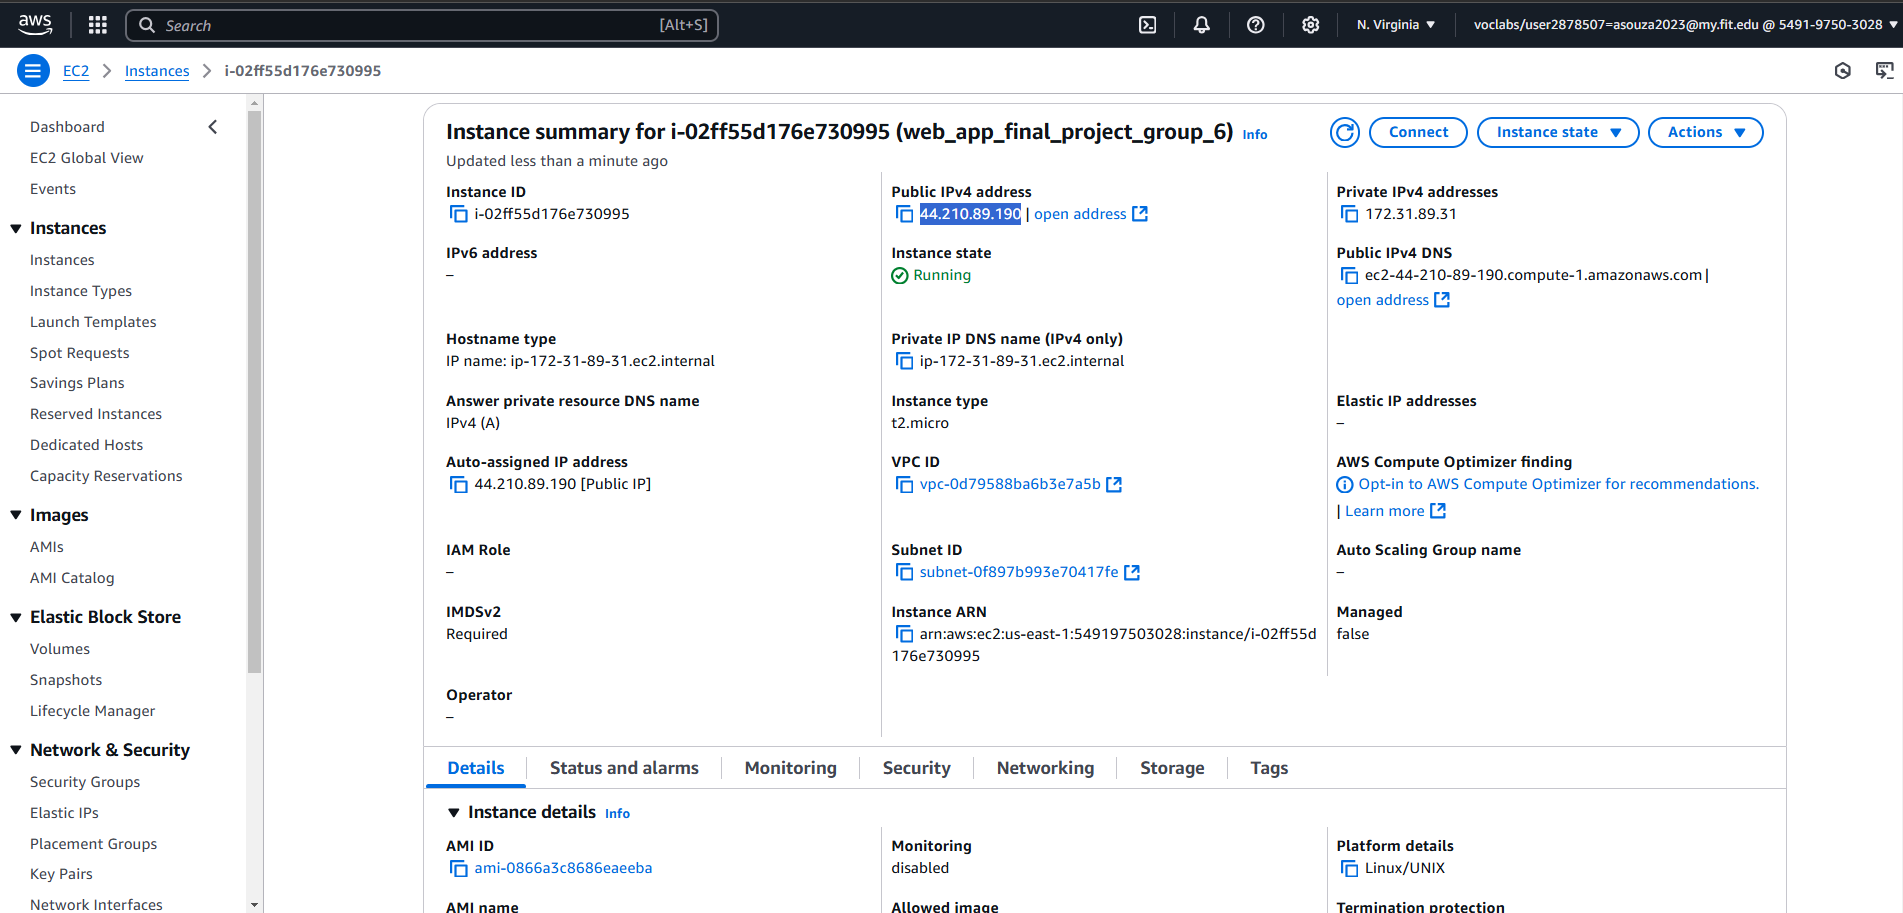 aws
Search
[Alt+S]
N. Virginia
voclabs/user2878507=asouza2023@my.fit.edu @ 5491-9750-3028
EC2
Instances
i-02ff55d176e730995
Dashboard
EC2 Global View
Events
Instances
Instances
Instance Types
Launch Templates
Spot Requests
Savings Plans
Reserved Instances
Dedicated Hosts
Capacity Reservations
Images
AMIs
AMI Catalog
Elastic Block Store
Volumes
Snapshots
Lifecycle Manager
Network & Security
Security Groups
Elastic IPs
Placement Groups
Key Pairs
Network Interfaces
Instance summary for i-02ff55d176e730995 (web_app_final_project_group_6) Info
Updated less than a minute ago
Connect
Instance state
Actions
Instance ID
i-02ff55d176e730995
Public IPv4 address
44.210.89.190 | open address
Private IPv4 addresses
172.31.89.31
IPv6 address
–
Instance state
Running
Public IPv4 DNS
ec2-44-210-89-190.compute-1.amazonaws.com |
open address
Hostname type
IP name: ip-172-31-89-31.ec2.internal
Private IP DNS name (IPv4 only)
ip-172-31-89-31.ec2.internal
Answer private resource DNS name
IPv4 (A)
Instance type
t2.micro
Elastic IP addresses
–
Auto-assigned IP address
44.210.89.190 [Public IP]
VPC ID
vpc-0d79588ba6b3e7a5b
AWS Compute Optimizer finding
Opt-in to AWS Compute Optimizer for recommendations.
| Learn more
IAM Role
–
Subnet ID
subnet-0f897b993e70417fe
Auto Scaling Group name
–
IMDSv2
Required
Instance ARN
arn:aws:ec2:us-east-1:549197503028:instance/i-02ff55d
176e730995
Managed
false
Operator
–
Details
Status and alarms
Monitoring
Security
Networking
Storage
Tags
Instance details Info
AMI ID
ami-0866a3c8686eaeeba
Monitoring
disabled
Platform details
Linux/UNIX
AMI name
Allowed image
Termination protection